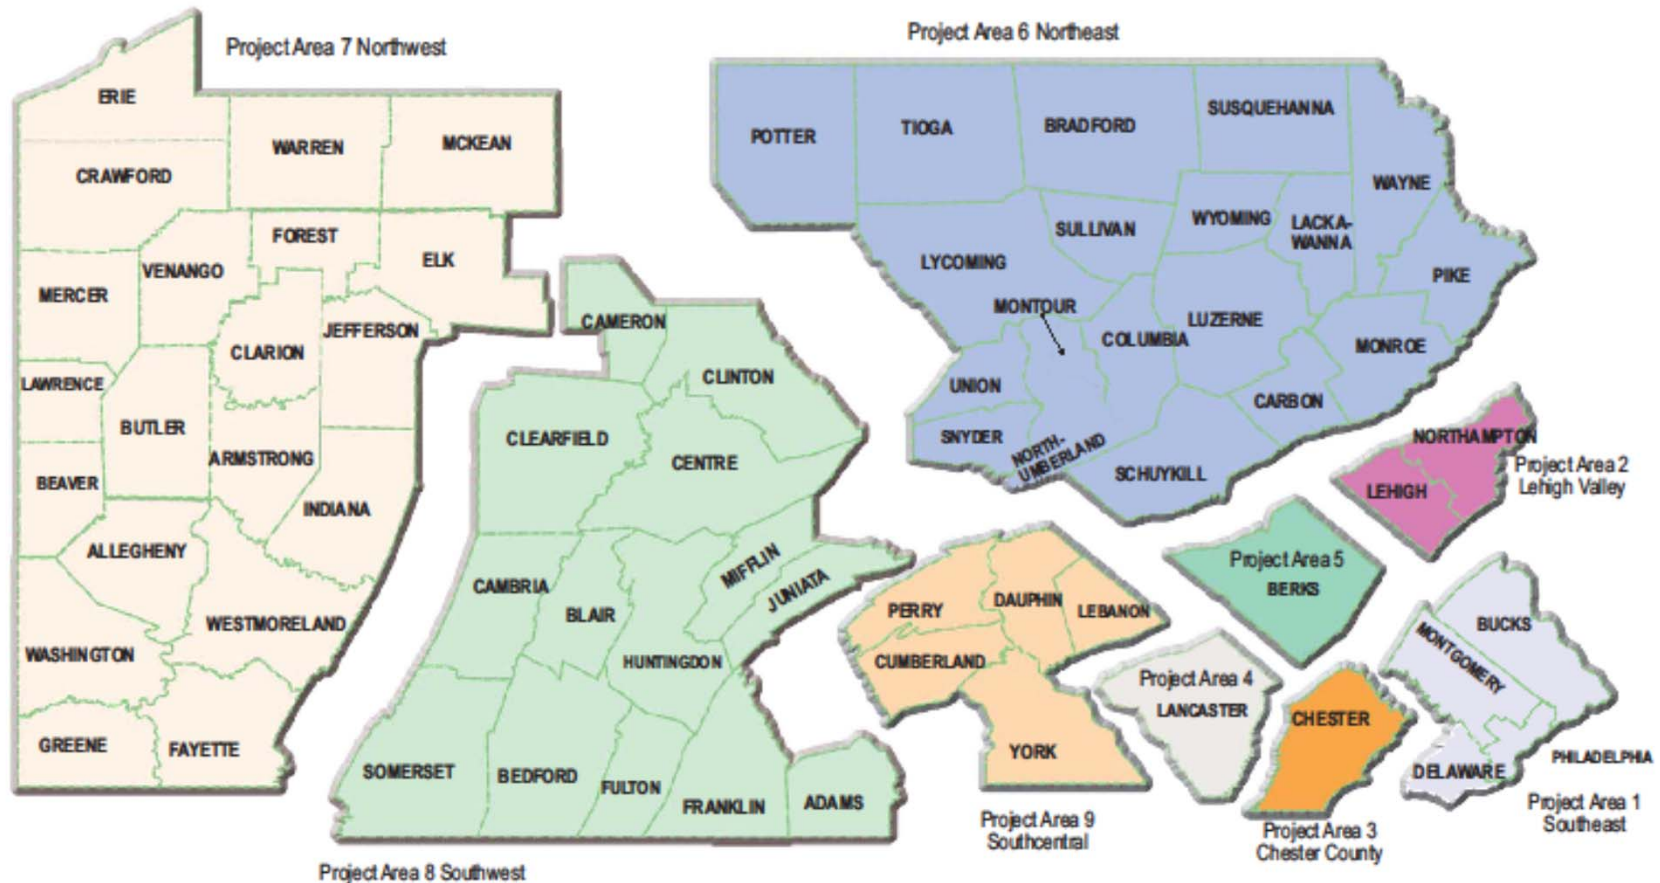 Project Area 7 Northwest
ERIE
WARREN
MCKEAN
CRAWFORD
FOREST
ELK
VENANGO
MERCER
JEFFERSON
CLARION
LAWRENCE
BUTLER
ARMSTRONG
BEAVER
INDIANA
ALLEGHENY
WESTMORELAND
WASHINGTON
GREENE
FAYETTE
Project Area 6 Northeast
POTTER
TIOGA
BRADFORD
SUSQUEHANNA
WAYNE
WYOMING
SULLIVAN
LACKA-
WANNA
LYCOMING
PIKE
MONTOUR
LUZERNE
COLUMBIA
MONROE
UNION
CARBON
SNYDER
NORTH-
UMBERLAND
SCHUYKILL
CAMERON
CLINTON
CLEARFIELD
CENTRE
MIFFLIN
JUNIATA
CAMBRIA
BLAIR
HUNTINGDON
SOMERSET
BEDFORD
FULTON
FRANKLIN
ADAMS
Project Area 8 Southwest
PERRY
DAUPHIN
LEBANON
CUMBERLAND
YORK
Project Area 9
Southcentral
NORTHAMPTON
LEHIGH
Project Area 2
Lehigh Valley
Project Area 5
BERKS
Project Area 4
LANCASTER
CHESTER
Project Area 3
Chester County
BUCKS
MONTGOMERY
PHILADELPHIA
DELAWARE
Project Area 1
Southeast